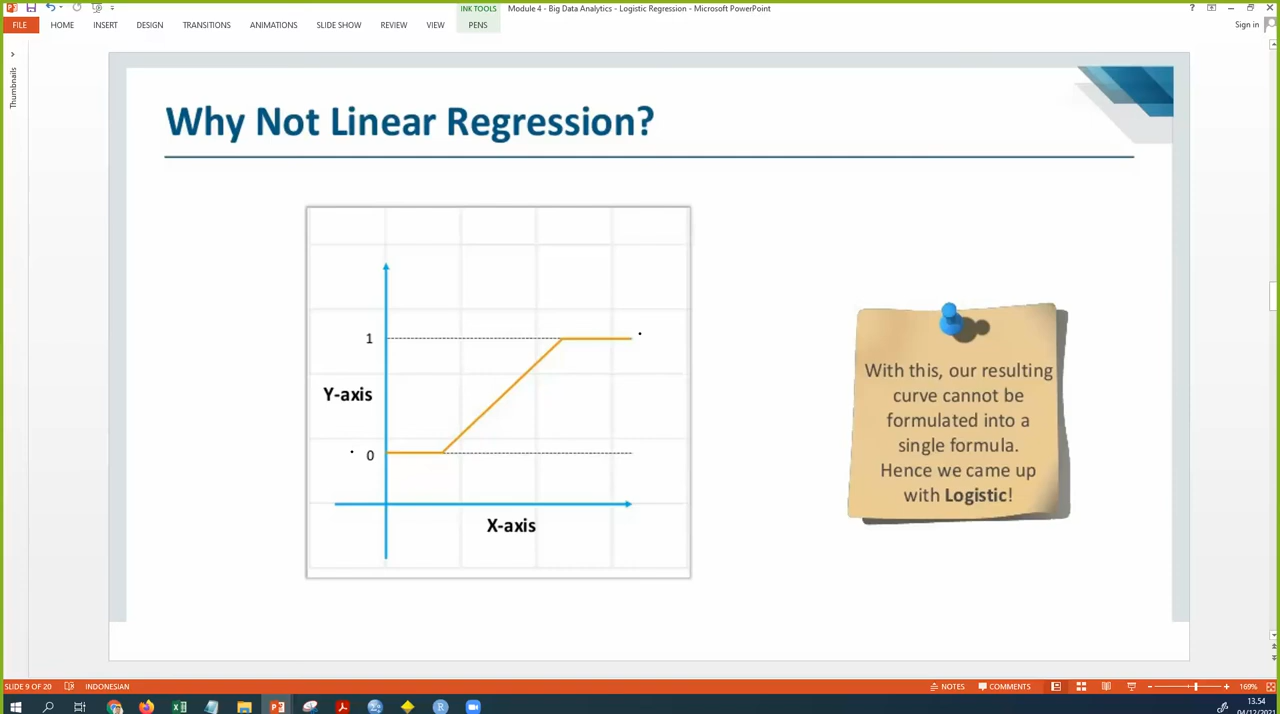 INK TOOLS
Module 4 - Big Data Analytics - Logistic Regression - Microsoft PowerPoint
?
FILE
HOME
INSERT
DESIGN
TRANSITIONS
ANIMATIONS
SLIDE SHOW
REVIEW
VIEW
PENS
Sign in
Thumbnails
Why Not Linear Regression?
1
Y-axis
0
X-axis
With this, our resulting
curve cannot be
formulated into a
single formula.
Hence we came up
with Logistic!
SLIDE 9 OF 20
INDONESIAN
NOTES
COMMENTS
169%
13.54
04/12/2021